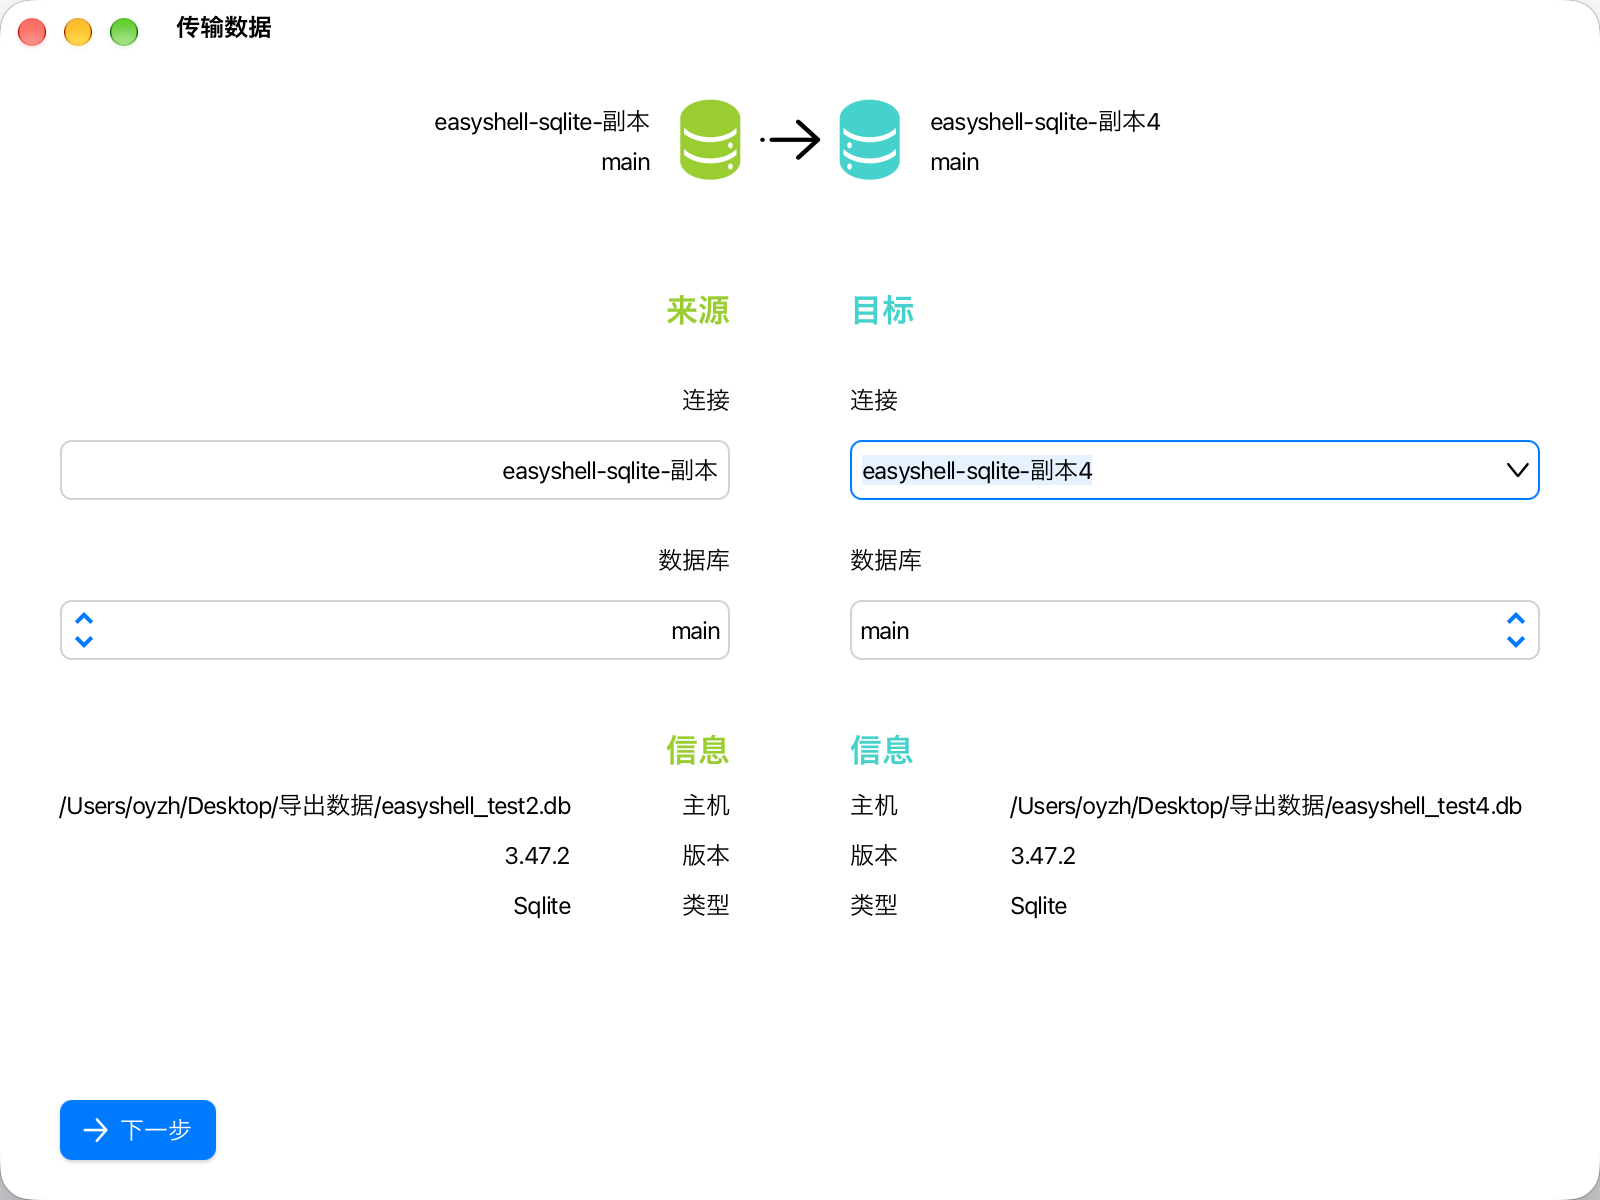 传输数据
easyshell-sqlite-副本
main
easyshell-sqlite-副本4
main
来源
目标
连接
连接
easyshell-sqlite-副本
easyshell-sqlite-副本4
数据库
数据库
main
main
信息
信息
/Users/oyzh/Desktop/导出数据/easyshell_test2.db 主机
主机 /Users/oyzh/Desktop/导出数据/easyshell_test4.db
3.47.2 版本
版本 3.47.2
Sqlite 类型
类型 Sqlite
下一步